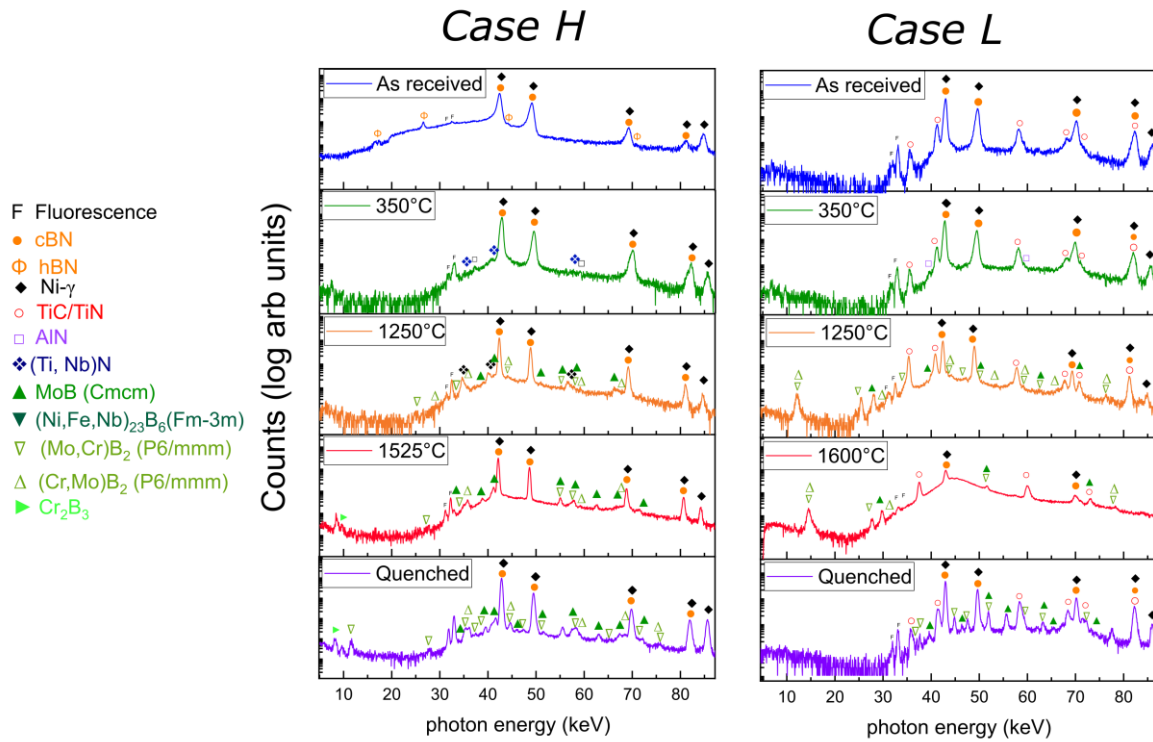 Case H
Case L
F Fluorescence
cBN
hBN
Ni-γ
TiC/TiN
AlN
(Ti, Nb)N
MoB (Cmcm)
(Ni,Fe,Nb)₂₃B₆(Fm-3m)
(Mo,Cr)B₂ (P6/mmm)
(Cr,Mo)B₂ (P6/mmm)
Cr₂B₃
Counts (log arb units)
As received
F F
350°C
F F
1250°C
F F
1525°C
F F
Quenched
F F
10 20 30 40 50 60 70 80
photon energy (keV)
As received
F F
350°C
F F
1250°C
F F
1600°C
F F
Quenched
F F
10 20 30 40 50 60 70 80
photon energy (keV)